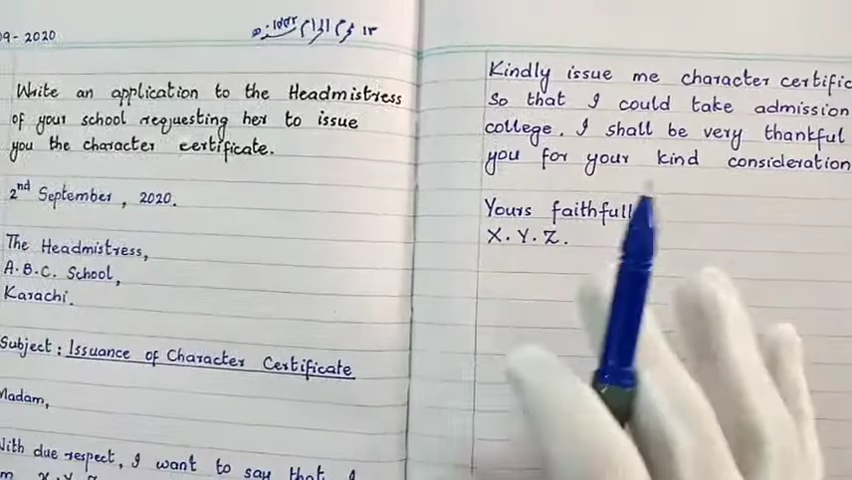 09-2020
Write an application to the Headmistress
of your school requesting her to issue
you the character certificate.
2nd September, 2020.
The Headmistress,
A.B.C. School,
Karachi.
Subject: Issuance of Character Certificate
Madam,
With due respect, I want to say that I
X.Y.Z
Kindly issue me character certific
So that I could take admission
college. I shall be very thankful
you for your kind consideration
Yours faithfull
X.Y.Z.